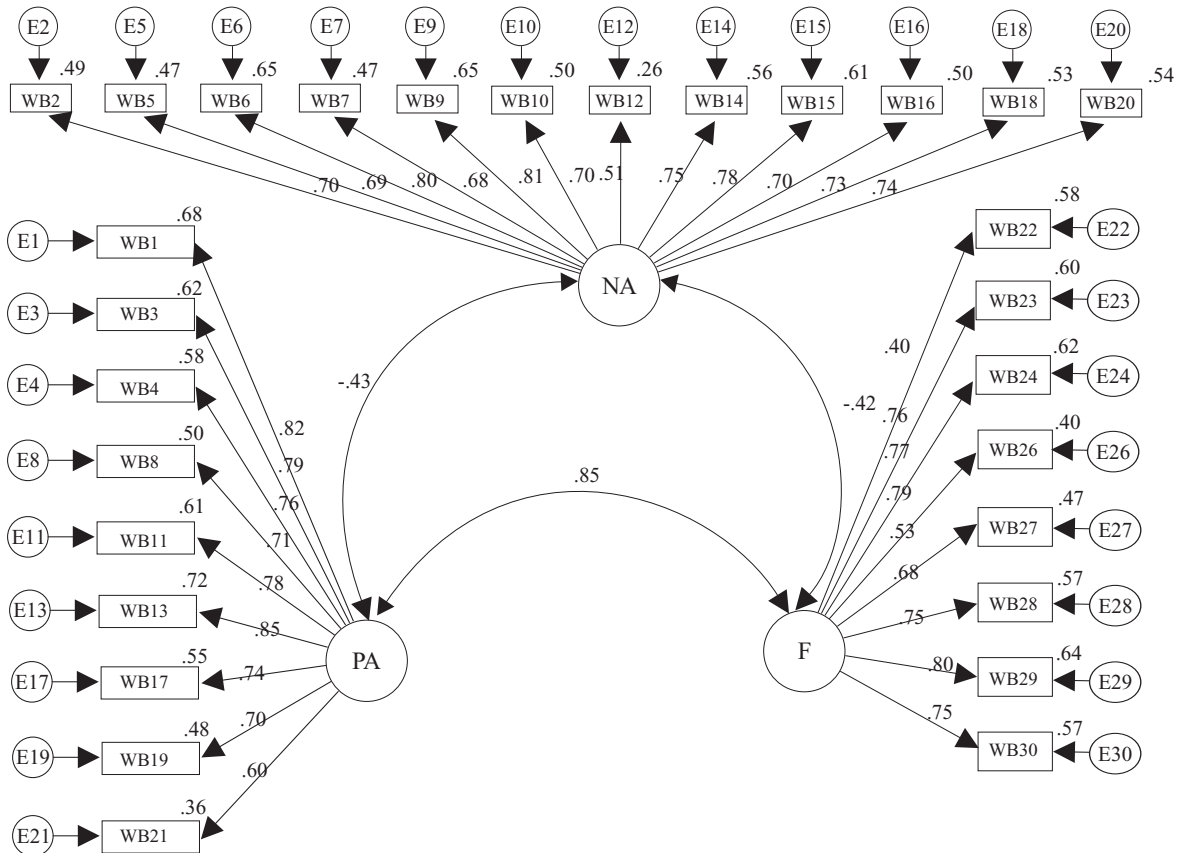 E2 E5 E6 E7 E9 E10 E12 E14 E15 E16 E18 E20
.49 .47 .65 .47 .65 .50 .26 .56 .61 .50 .53 .54
WB2 WB5 WB6 WB7 WB9 WB10 WB12 WB14 WB15 WB16 WB18 WB20
.70 .69 .80 .68 .81 .70 .51 .75 .78 .70 .73 .74
NA
.68
E1 WB1
.62
E3 WB3
.58
E4 WB4
.50
E8 WB8
.61
E11 WB11
.72
E13 WB13
.55
E17 WB17
.48
E19 WB19
.36
E21 WB21
.82
.79
.76
.71
.78
.85
.74
.70
.60
PA
-.43
.85
-.42
F
.40
.76
.77
.79
.53
.68
.75
.80
.75
.58
WB22 E22
.60
WB23 E23
.62
WB24 E24
.40
WB26 E26
.47
WB27 E27
.57
WB28 E28
.64
WB29 E29
.57
WB30 E30